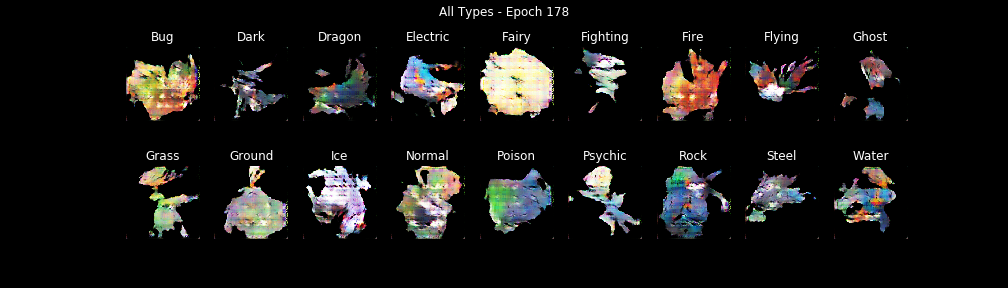 All Types - Epoch 178
Bug Dark Dragon Electric Fairy Fighting Fire Flying Ghost
Grass Ground Ice Normal Poison Psychic Rock Steel Water